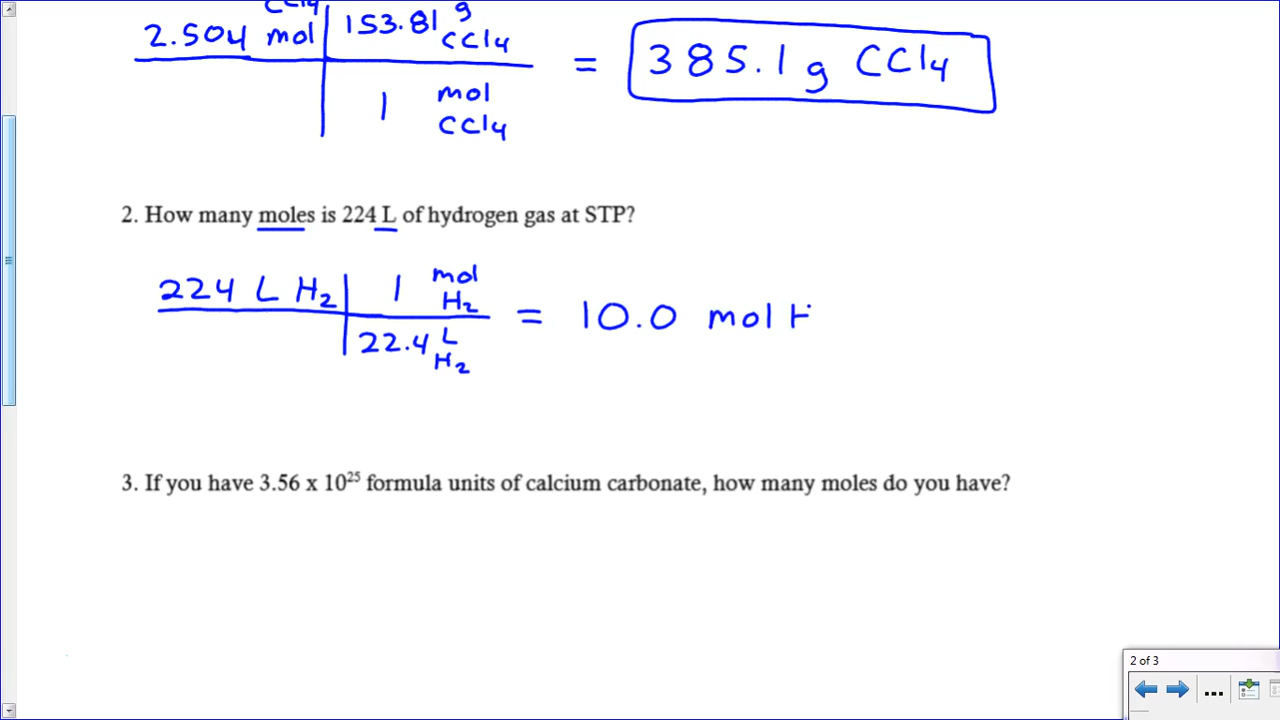 CCl4
2.504 mol 153.81 g CCl4
1 mol CCl4
= 385.1 g CCl4
2. How many moles is 224 L of hydrogen gas at STP?
224 L H2 1 mol H2
22.4 L H2
= 10.0 mol
3. If you have 3.56 x 10²⁵ formula units of calcium carbonate, how many moles do you have?
2 of 3
...